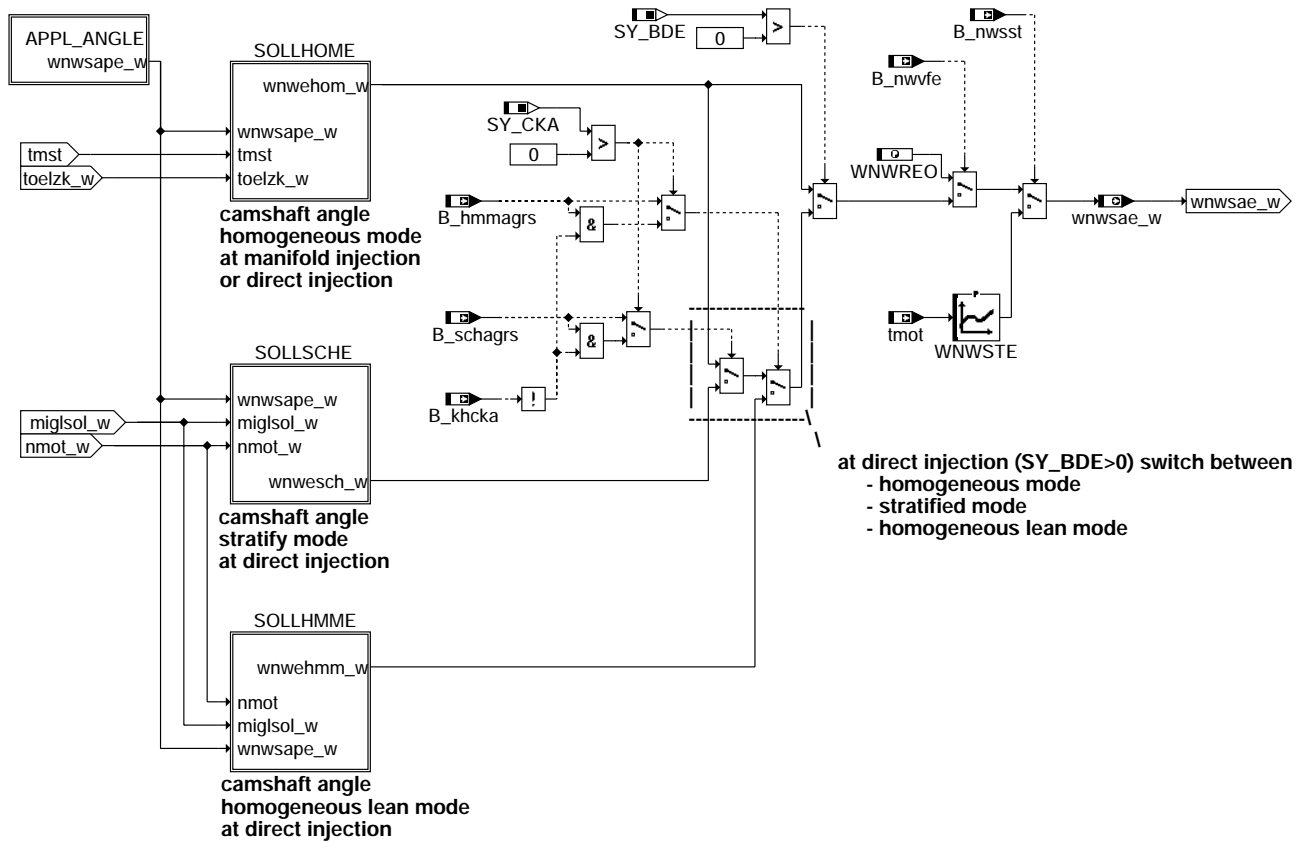 APPL_ANGLE
wnwsape_w
SOLLHOME
wnwehom_w
wnwsape_w
tmst
toelzk_w
tmst
toelzk_w
camshaft angle
homogeneous mode
at manifold injection
or direct injection
SY_CKA
0
>
B_hmmagrs
&
B_schagrs
&
B_khcka
!
SY_BDE
0
>
B_nwvfe
B_nwsst
WNWREO
P
tmot
P
WNWSTE
wnwsae_w
wnwsae_w
SOLLSCHE
wnwsape_w
miglsol_w
nmot_w
wnwesch_w
miglsol_w
nmot_w
camshaft angle
stratify mode
at direct injection
at direct injection (SY_BDE>0) switch between
- homogeneous mode
- stratified mode
- homogeneous lean mode
SOLLHMME
wnwehmm_w
nmot
miglsol_w
wnwsape_w
camshaft angle
homogeneous lean mode
at direct injection